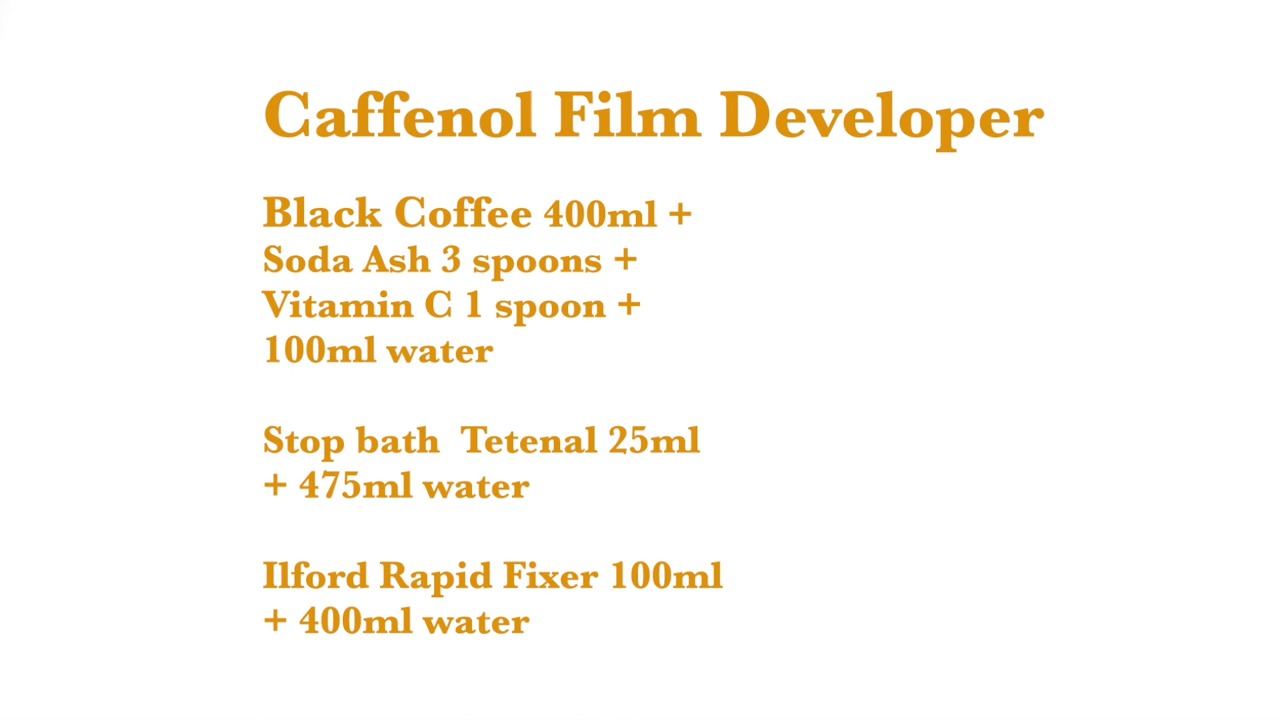 Caffenol Film Developer
Black Coffee 400ml +
Soda Ash 3 spoons +
Vitamin C 1 spoon +
100ml water
Stop bath  Tetenal 25ml
+ 475ml water
Ilford Rapid Fixer 100ml
+ 400ml water